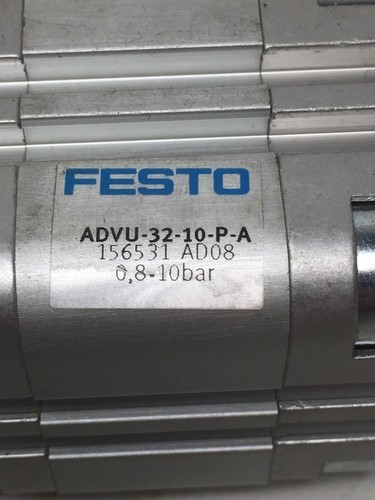 FESTO
ADVU-32-10-P-A
156531 AD08
0,8-10bar